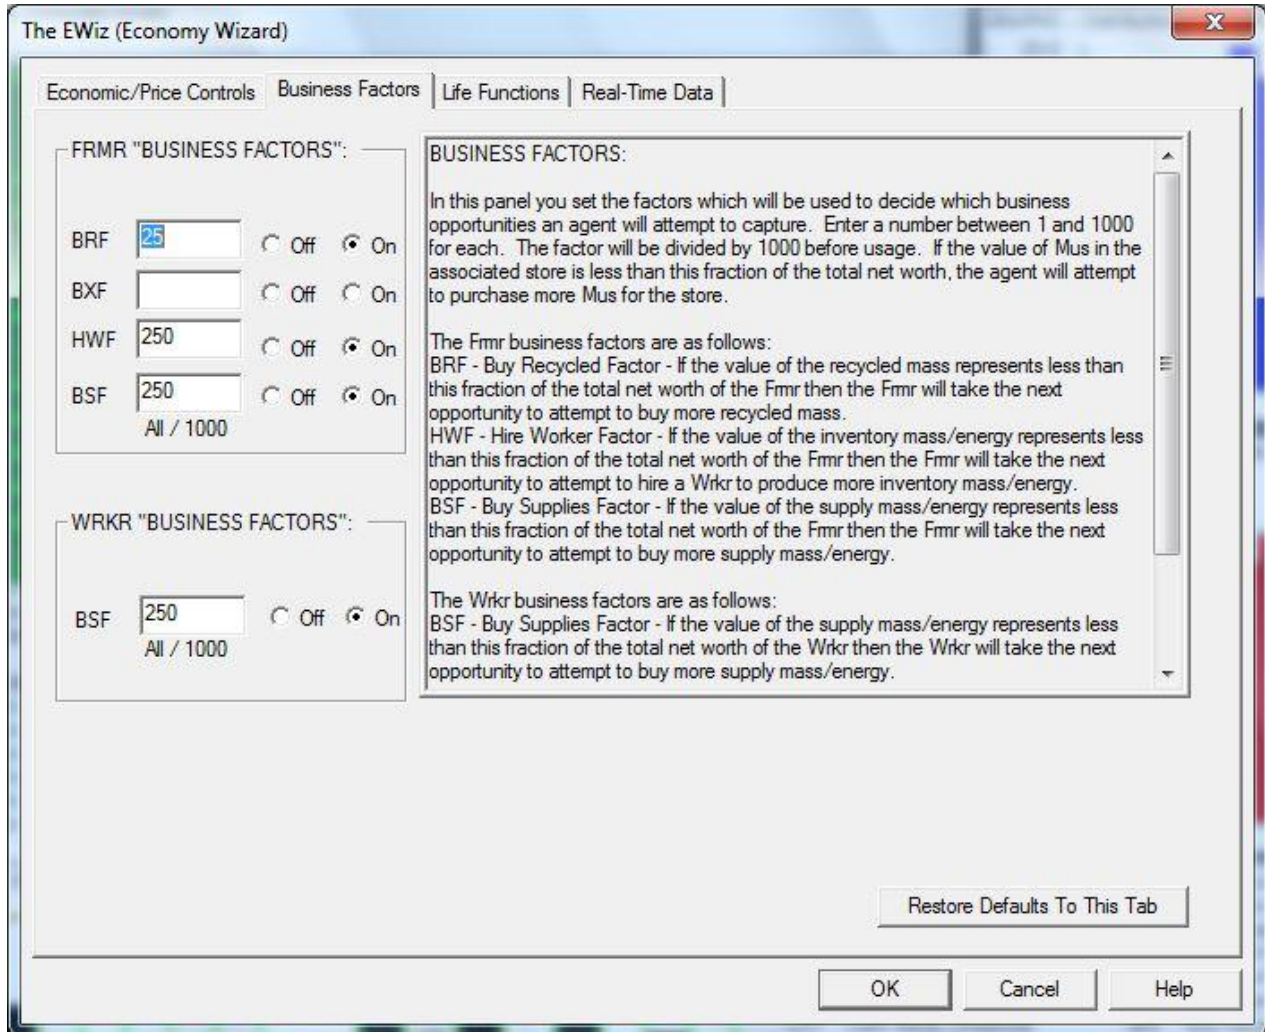 The EWiz (Economy Wizard)
X
Economic/Price Controls
Business Factors
Life Functions
Real-Time Data
FRMR "BUSINESS FACTORS":
BRF 25 Off On
BXF Off On
HWF 250 Off On
BSF 250 Off On
All / 1000
WRKR "BUSINESS FACTORS":
BSF 250 Off On
All / 1000
BUSINESS FACTORS:
In this panel you set the factors which will be used to decide which business
opportunities an agent will attempt to capture.  Enter a number between 1 and 1000
for each.  The factor will be divided by 1000 before usage.  If the value of Mus in the
associated store is less than this fraction of the total net worth, the agent will attempt
to purchase more Mus for the store.
The Frmr business factors are as follows:
BRF - Buy Recycled Factor - If the value of the recycled mass represents less than
this fraction of the total net worth of the Frmr then the Frmr will take the next
opportunity to attempt to buy more recycled mass.
HWF - Hire Worker Factor - If the value of the inventory mass/energy represents less
than this fraction of the total net worth of the Frmr then the Frmr will take the next
opportunity to attempt to hire a Wrkr to produce more inventory mass/energy.
BSF - Buy Supplies Factor - If the value of the supply mass/energy represents less
than this fraction of the total net worth of the Frmr then the Frmr will take the next
opportunity to attempt to buy more supply mass/energy.
The Wrkr business factors are as follows:
BSF - Buy Supplies Factor - If the value of the supply mass/energy represents less
than this fraction of the total net worth of the Wrkr then the Wrkr will take the next
opportunity to attempt to buy more supply mass/energy.
Restore Defaults To This Tab
OK
Cancel
Help